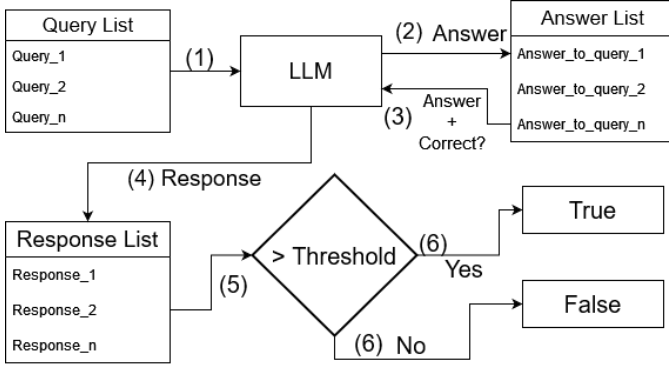 Query List
Query_1
Query_2
Query_n
(1)
LLM
(2) Answer
Answer List
Answer_to_query_1
Answer_to_query_2
Answer_to_query_n
(3)
Answer
+
Correct?
(4) Response
Response List
Response_1
Response_2
Response_n
(5)
> Threshold
(6)
Yes
True
(6) No
False